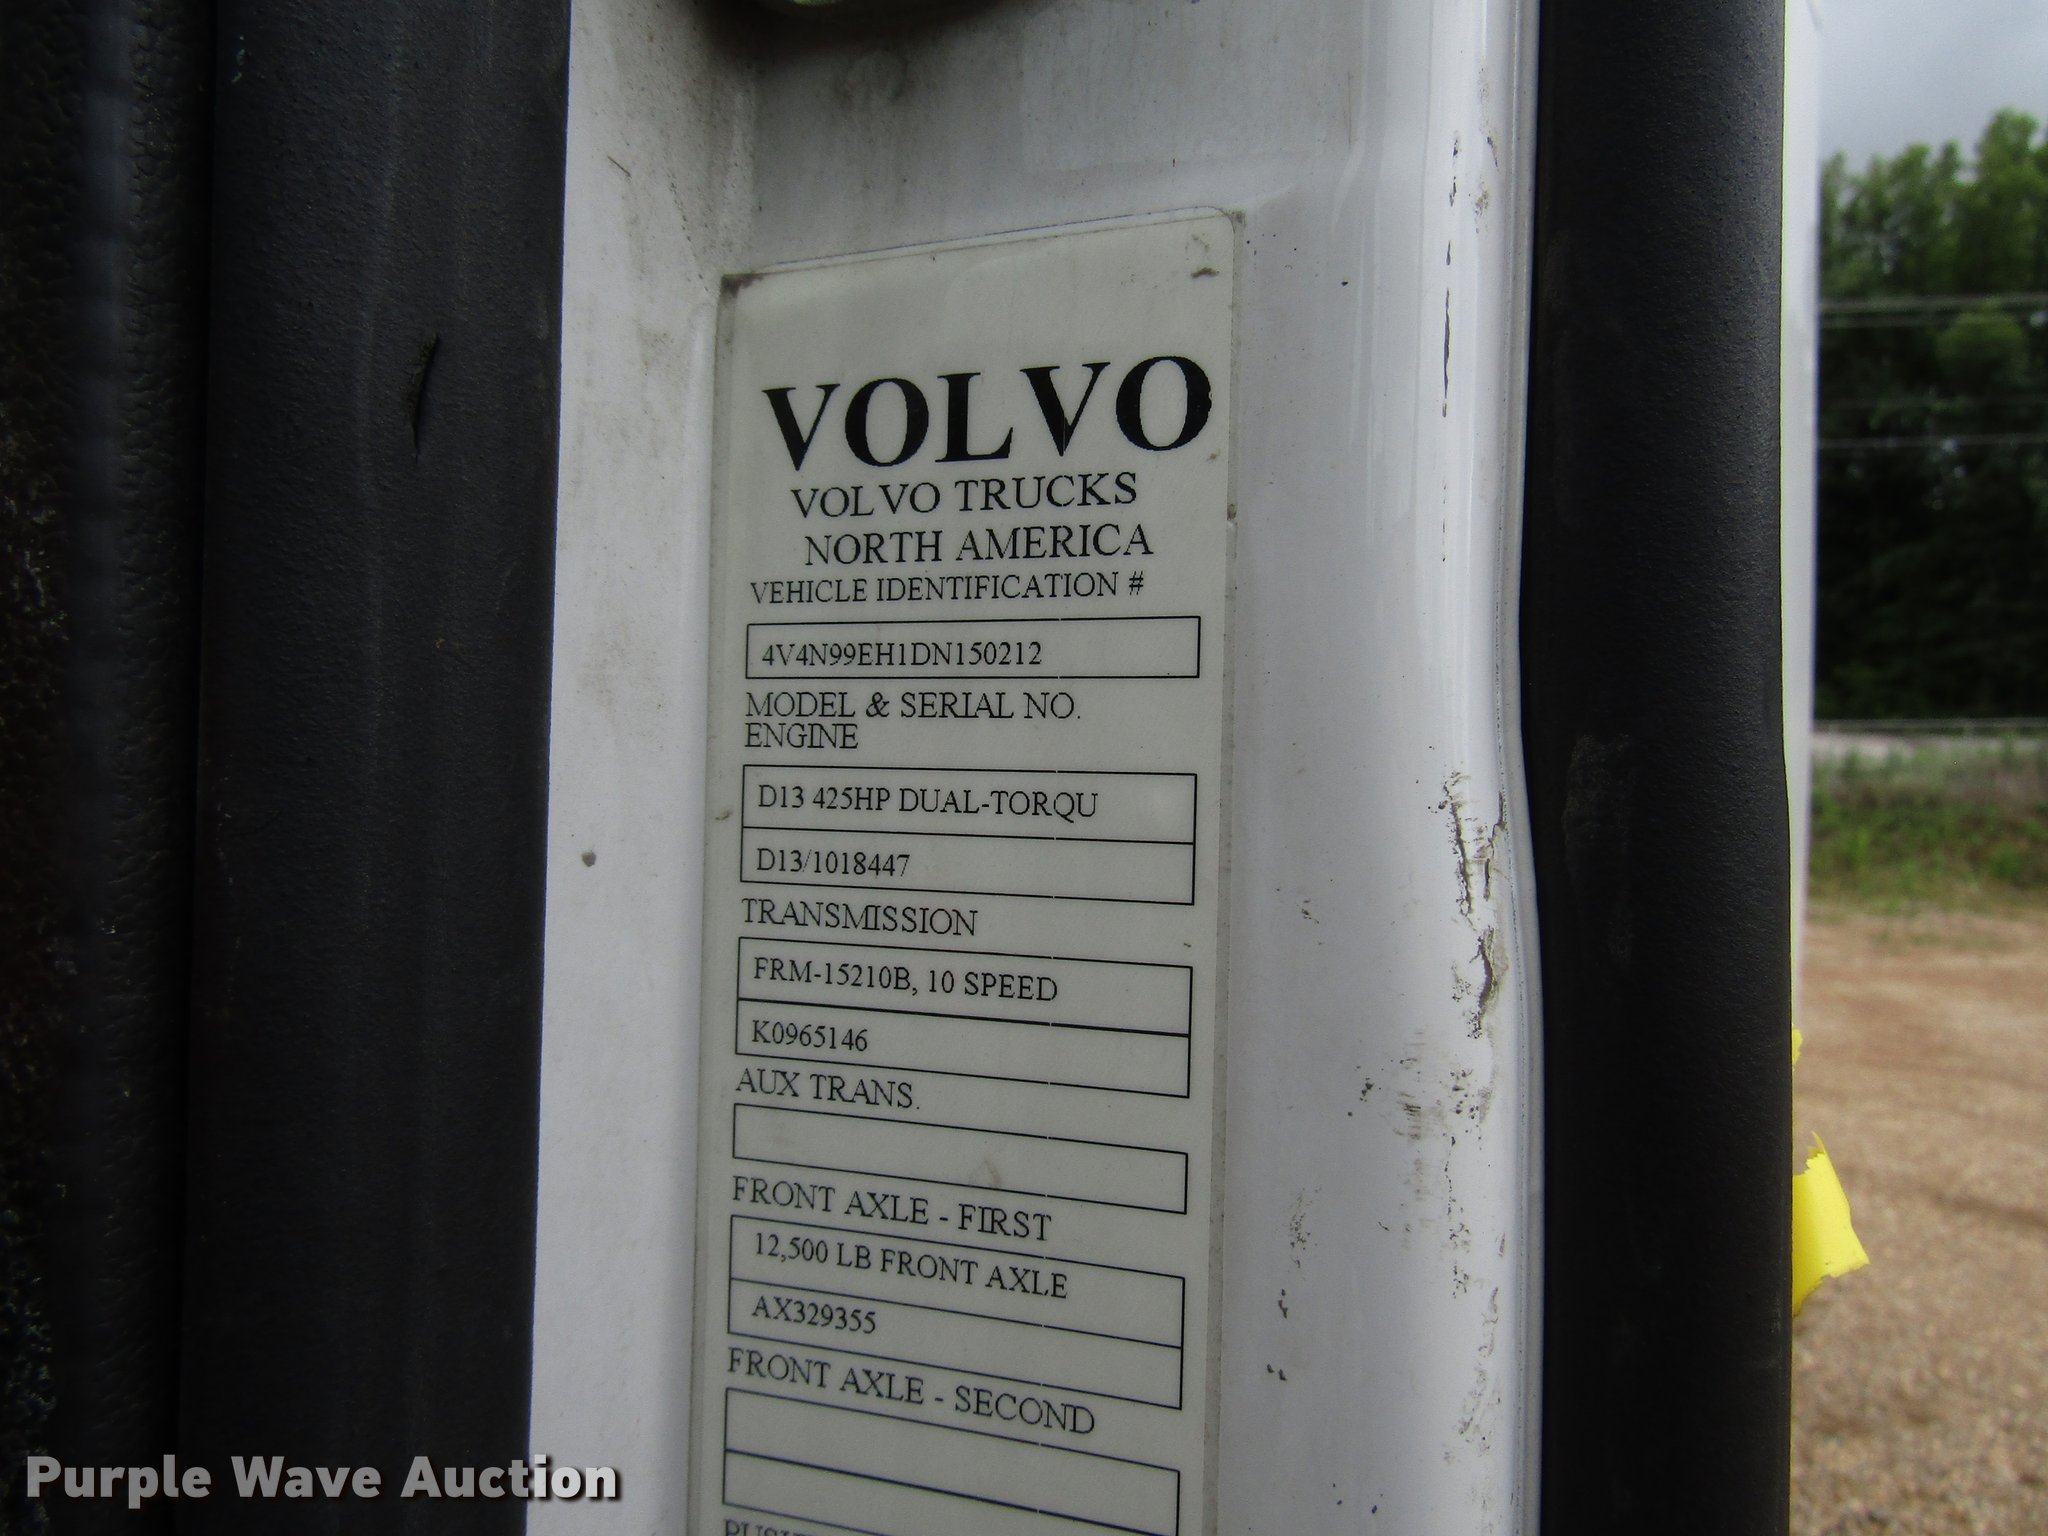 VOLVO
VOLVO TRUCKS
NORTH AMERICA
VEHICLE IDENTIFICATION #
4V4N99EH1DN150212
MODEL & SERIAL NO.
ENGINE
D13 425HP DUAL-TORQU
D13/1018447
TRANSMISSION
FRM-15210B, 10 SPEED
K0965146
AUX TRANS.
FRONT AXLE - FIRST
12,500 LB FRONT AXLE
AX329355
FRONT AXLE - SECOND
Purple Wave Auction